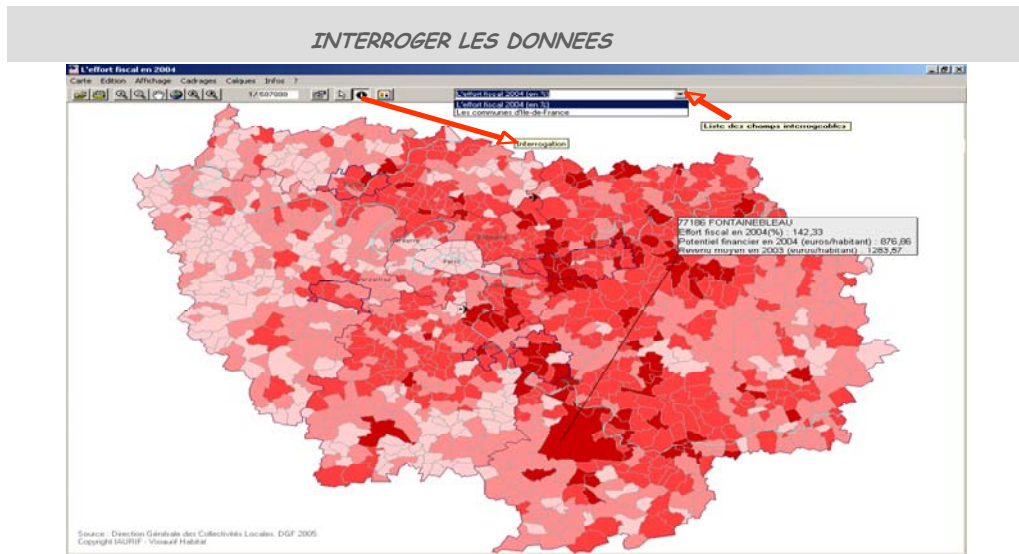 INTERROGER LES DONNEES
L'effort fiscal en 2004
Carte Edition Affichage Cadrages Calques Infos ?
1/ 507000 L'effort fiscal 2004 (en %)
L'effort fiscal 2004 (en %)
Les communes d'Ile-de-France
Liste des champs interrogeables
Interrogation
77186 FONTAINEBLEAU
Effort fiscal en 2004(%) : 142,33
Potentiel financier en 2004 (euros/habitant) : 876,86
Revenu moyen en 2003 (euros/habitant) : 1283,57
Paris
Source : Direction Générale des Collectivités Locales. DGF 2005
Copyright IAURIF - Visiaurif Habitat